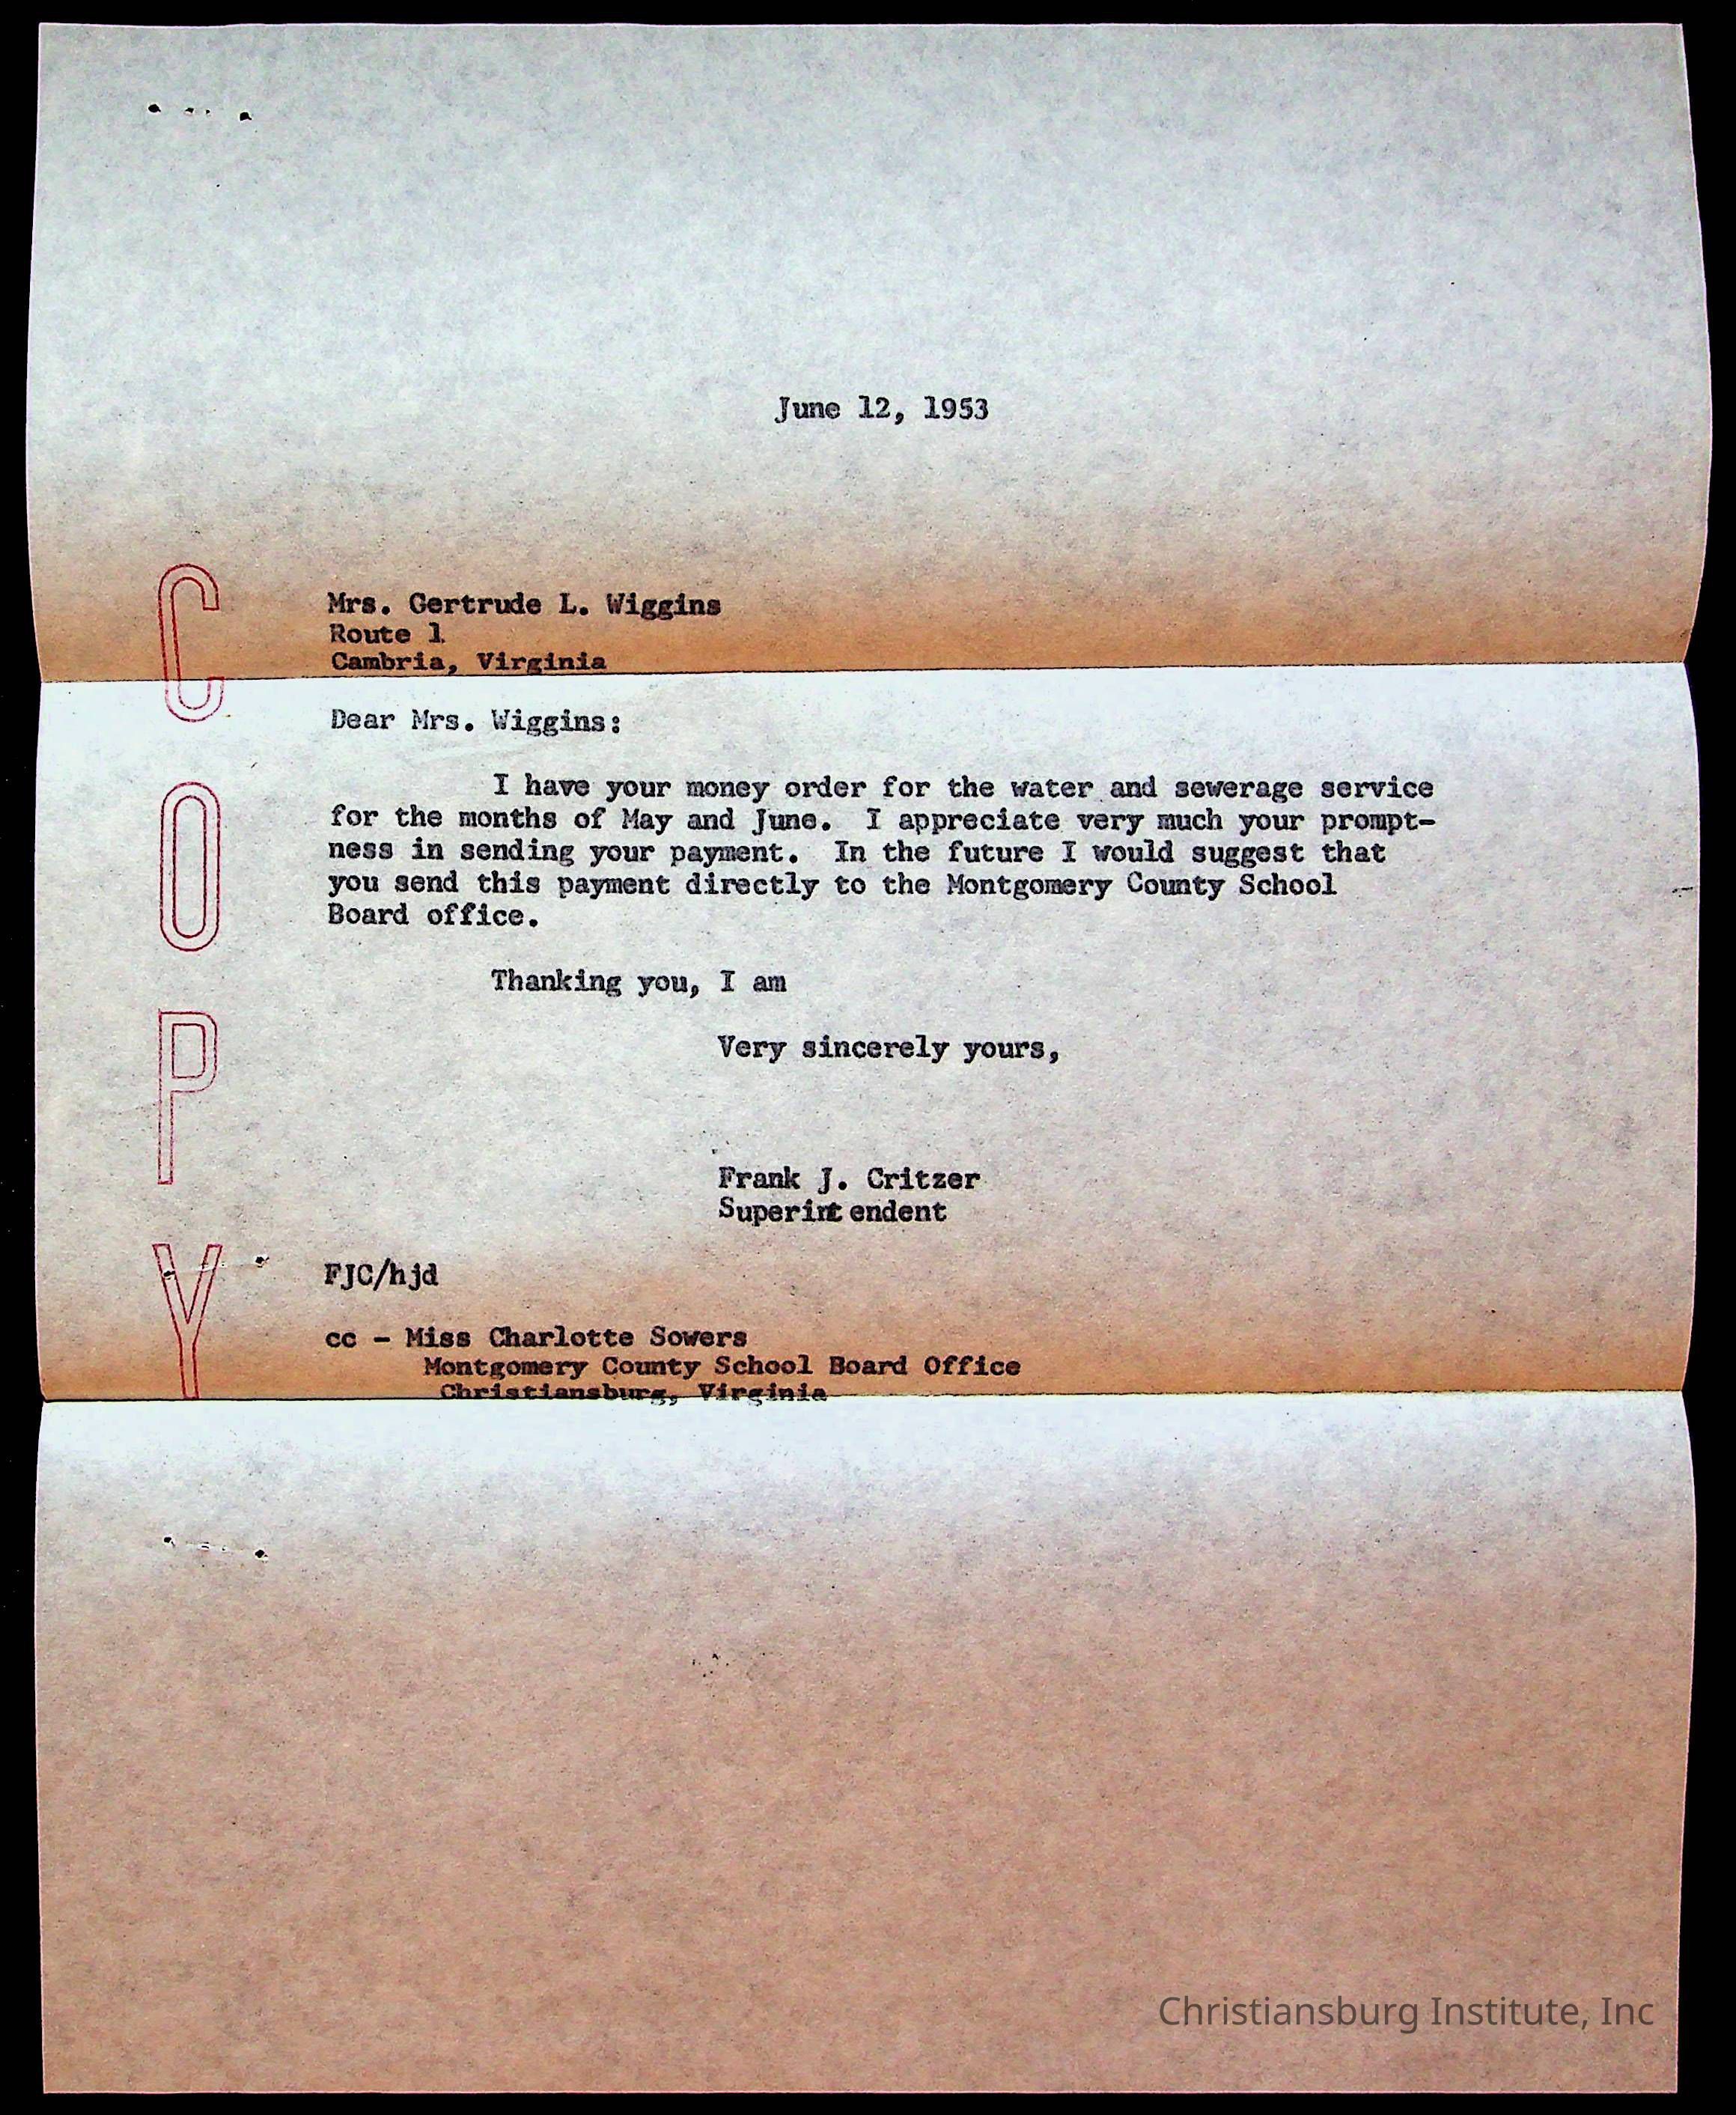 June 12, 1953
COPY
Mrs. Gertrude L. Wiggins
Route 1
Cambria, Virginia
Dear Mrs. Wiggins:
I have your money order for the water and sewerage service
for the months of May and June. I appreciate very much your prompt-
ness in sending your payment. In the future I would suggest that
you send this payment directly to the Montgomery County School
Board office.
Thanking you, I am
Very sincerely yours,
Frank J. Critzer
Superintendent
FJC/hjd
cc - Miss Charlotte Sowers
Montgomery County School Board Office
Christiansburg, Virginia
Christiansburg Institute, Inc